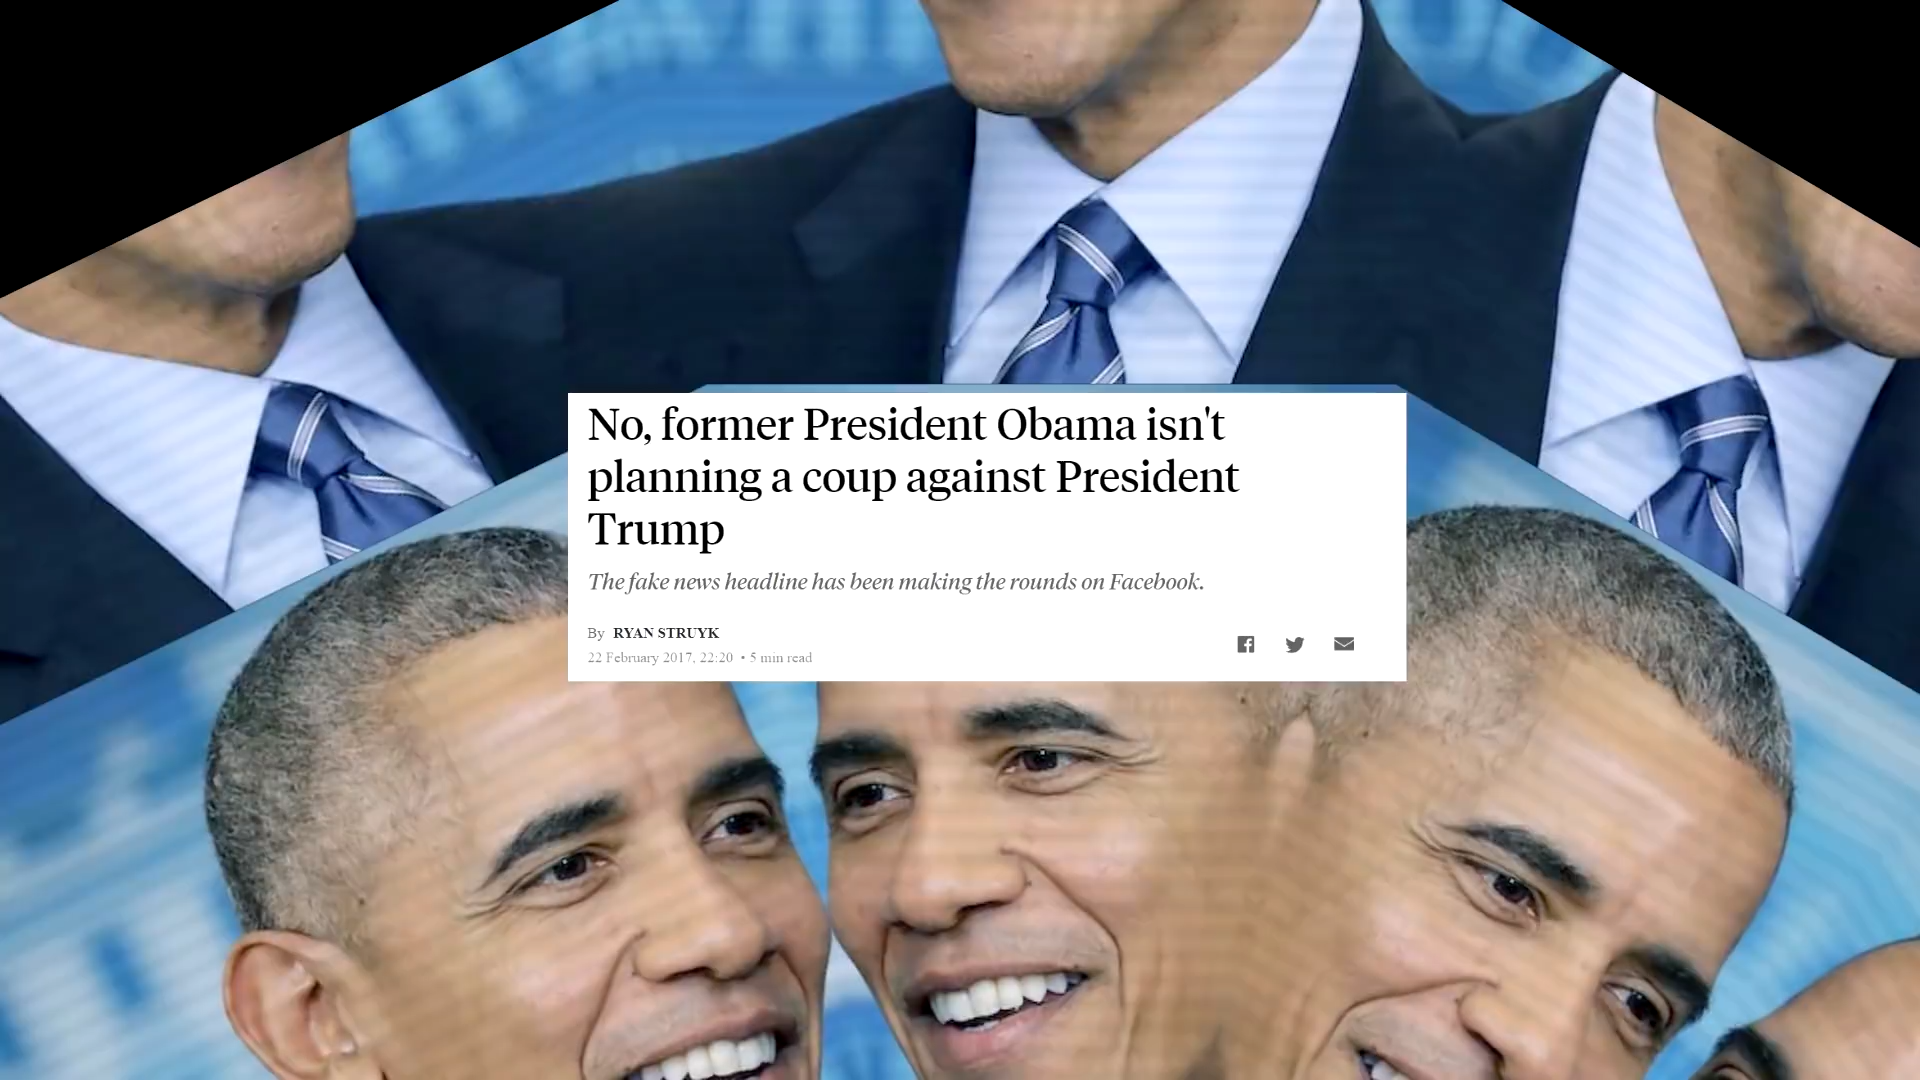 No, former President Obama isn't
planning a coup against President
Trump
The fake news headline has been making the rounds on Facebook.
By RYAN STRUYK
22 February 2017, 22:20 • 5 min read